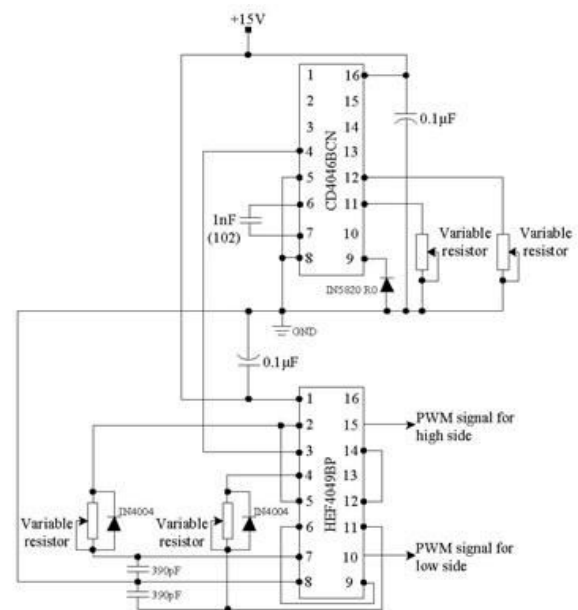 +15V
1 16
2 15
3 14
4 13
5 12
6 11
7 10
8 9
CD4046BCN
0.1µF
1nF
(102)
Variable
resistor
Variable
resistor
IN5820 R0
GND
0.1µF
1 16
2 15
3 14
4 13
5 12
6 11
7 10
8 9
HEF4049BP
PWM signal for
high side
PWM signal for
low side
Variable
resistor
IN4004
Variable
resistor
IN4004
390pF
390pF